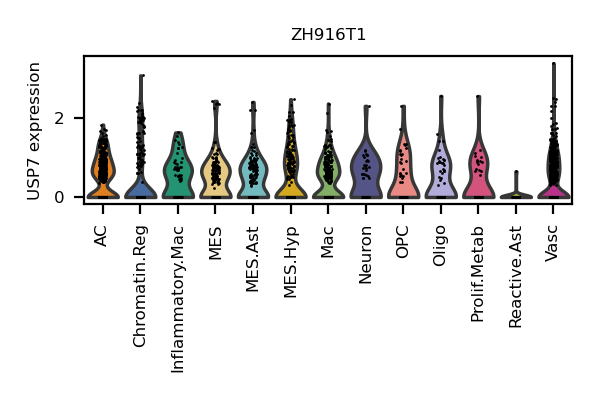 ZH916T1
USP7 expression
2
0
AC
Chromatin.Reg
Inflammatory.Mac
MES
MES.Ast
MES.Hyp
Mac
Neuron
OPC
Oligo
Prolif.Metab
Reactive.Ast
Vasc